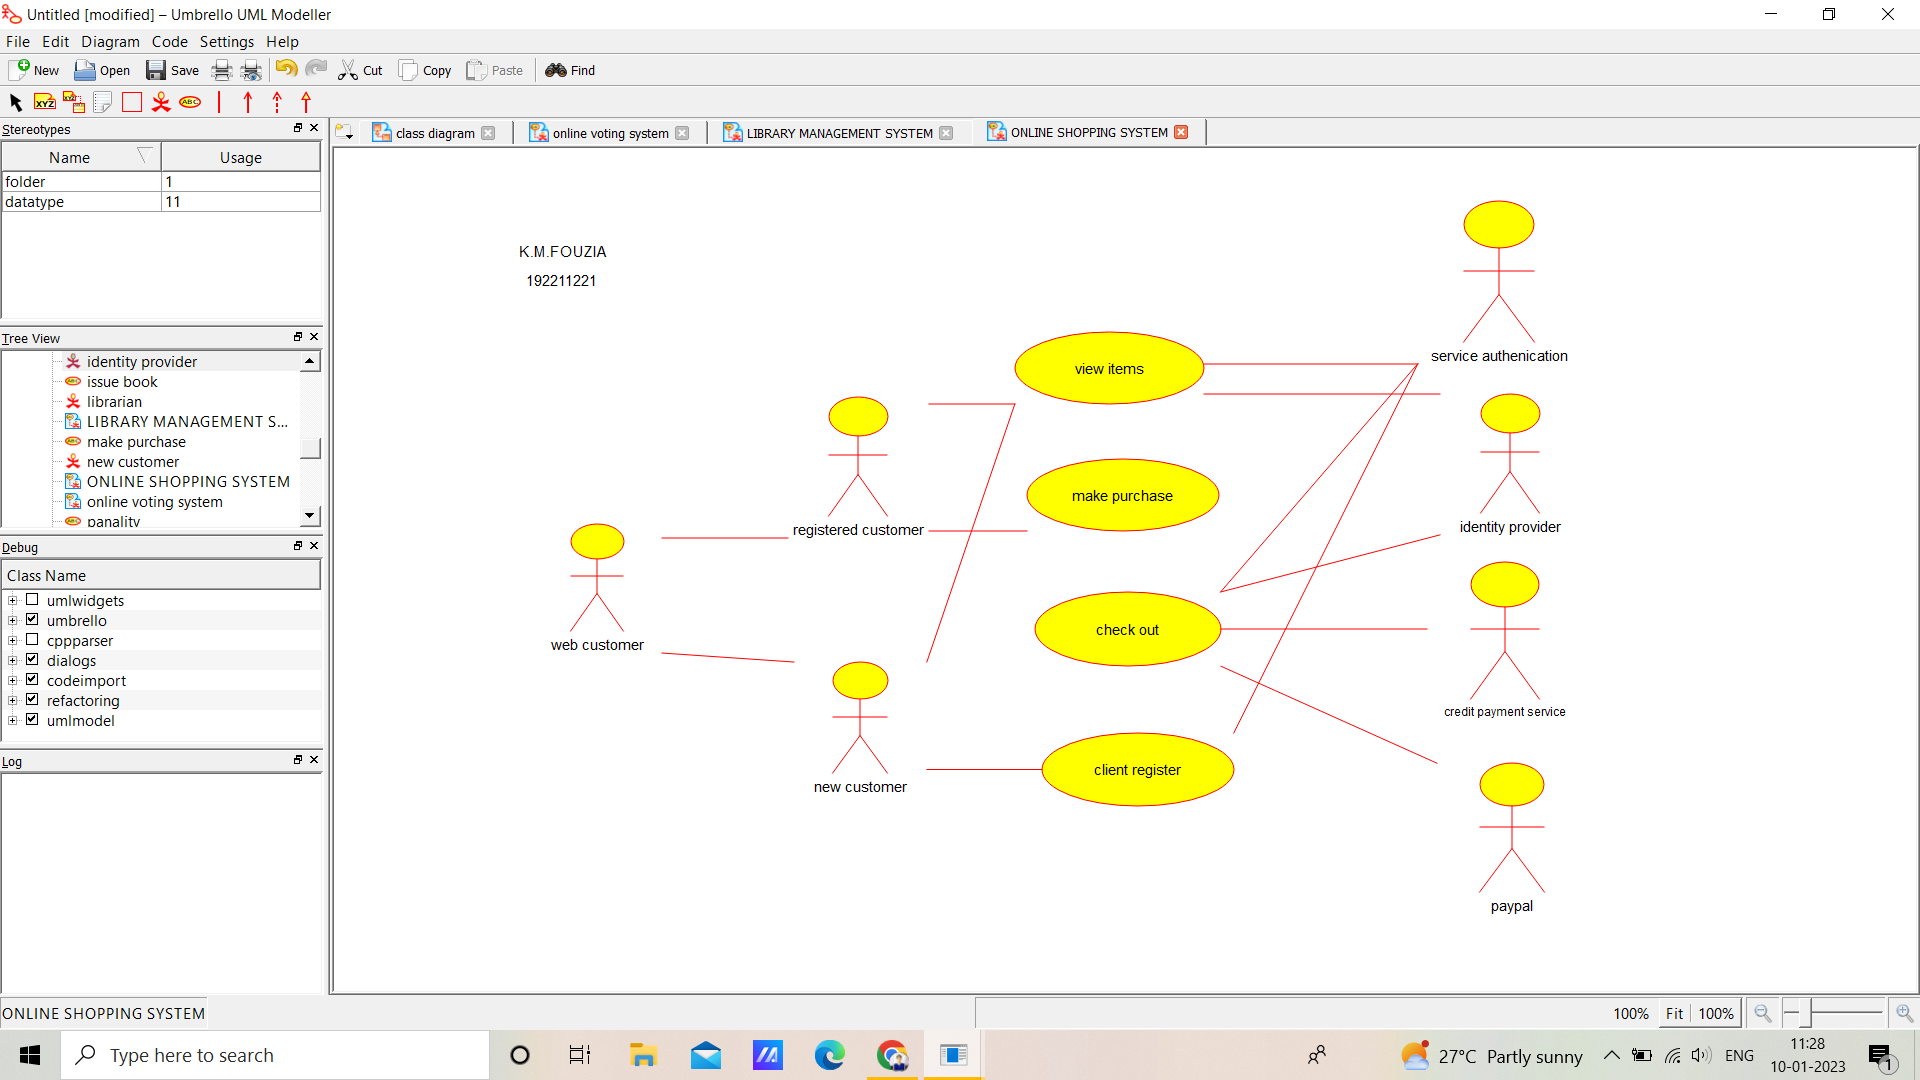 Untitled [modified] – Umbrello UML Modeller
File Edit Diagram Code Settings Help
New Open Save Cut Copy Paste Find
XYZ XYZ ABC
Stereotypes
Name Usage
folder 1
datatype 11
Tree View
identity provider
issue book
librarian
LIBRARY MANAGEMENT S...
make purchase
new customer
ONLINE SHOPPING SYSTEM
online voting system
panality
Debug
Class Name
umlwidgets
umbrello
cppparser
dialogs
codeimport
refactoring
umlmodel
Log
class diagram online voting system LIBRARY MANAGEMENT SYSTEM ONLINE SHOPPING SYSTEM
K.M.FOUZIA
192211221
service authenication
view items
registered customer
make purchase
identity provider
web customer
check out
credit payment service
new customer
client register
paypal
ONLINE SHOPPING SYSTEM
100% Fit 100%
Type here to search
27°C Partly sunny
ENG
11:28
10-01-2023
1